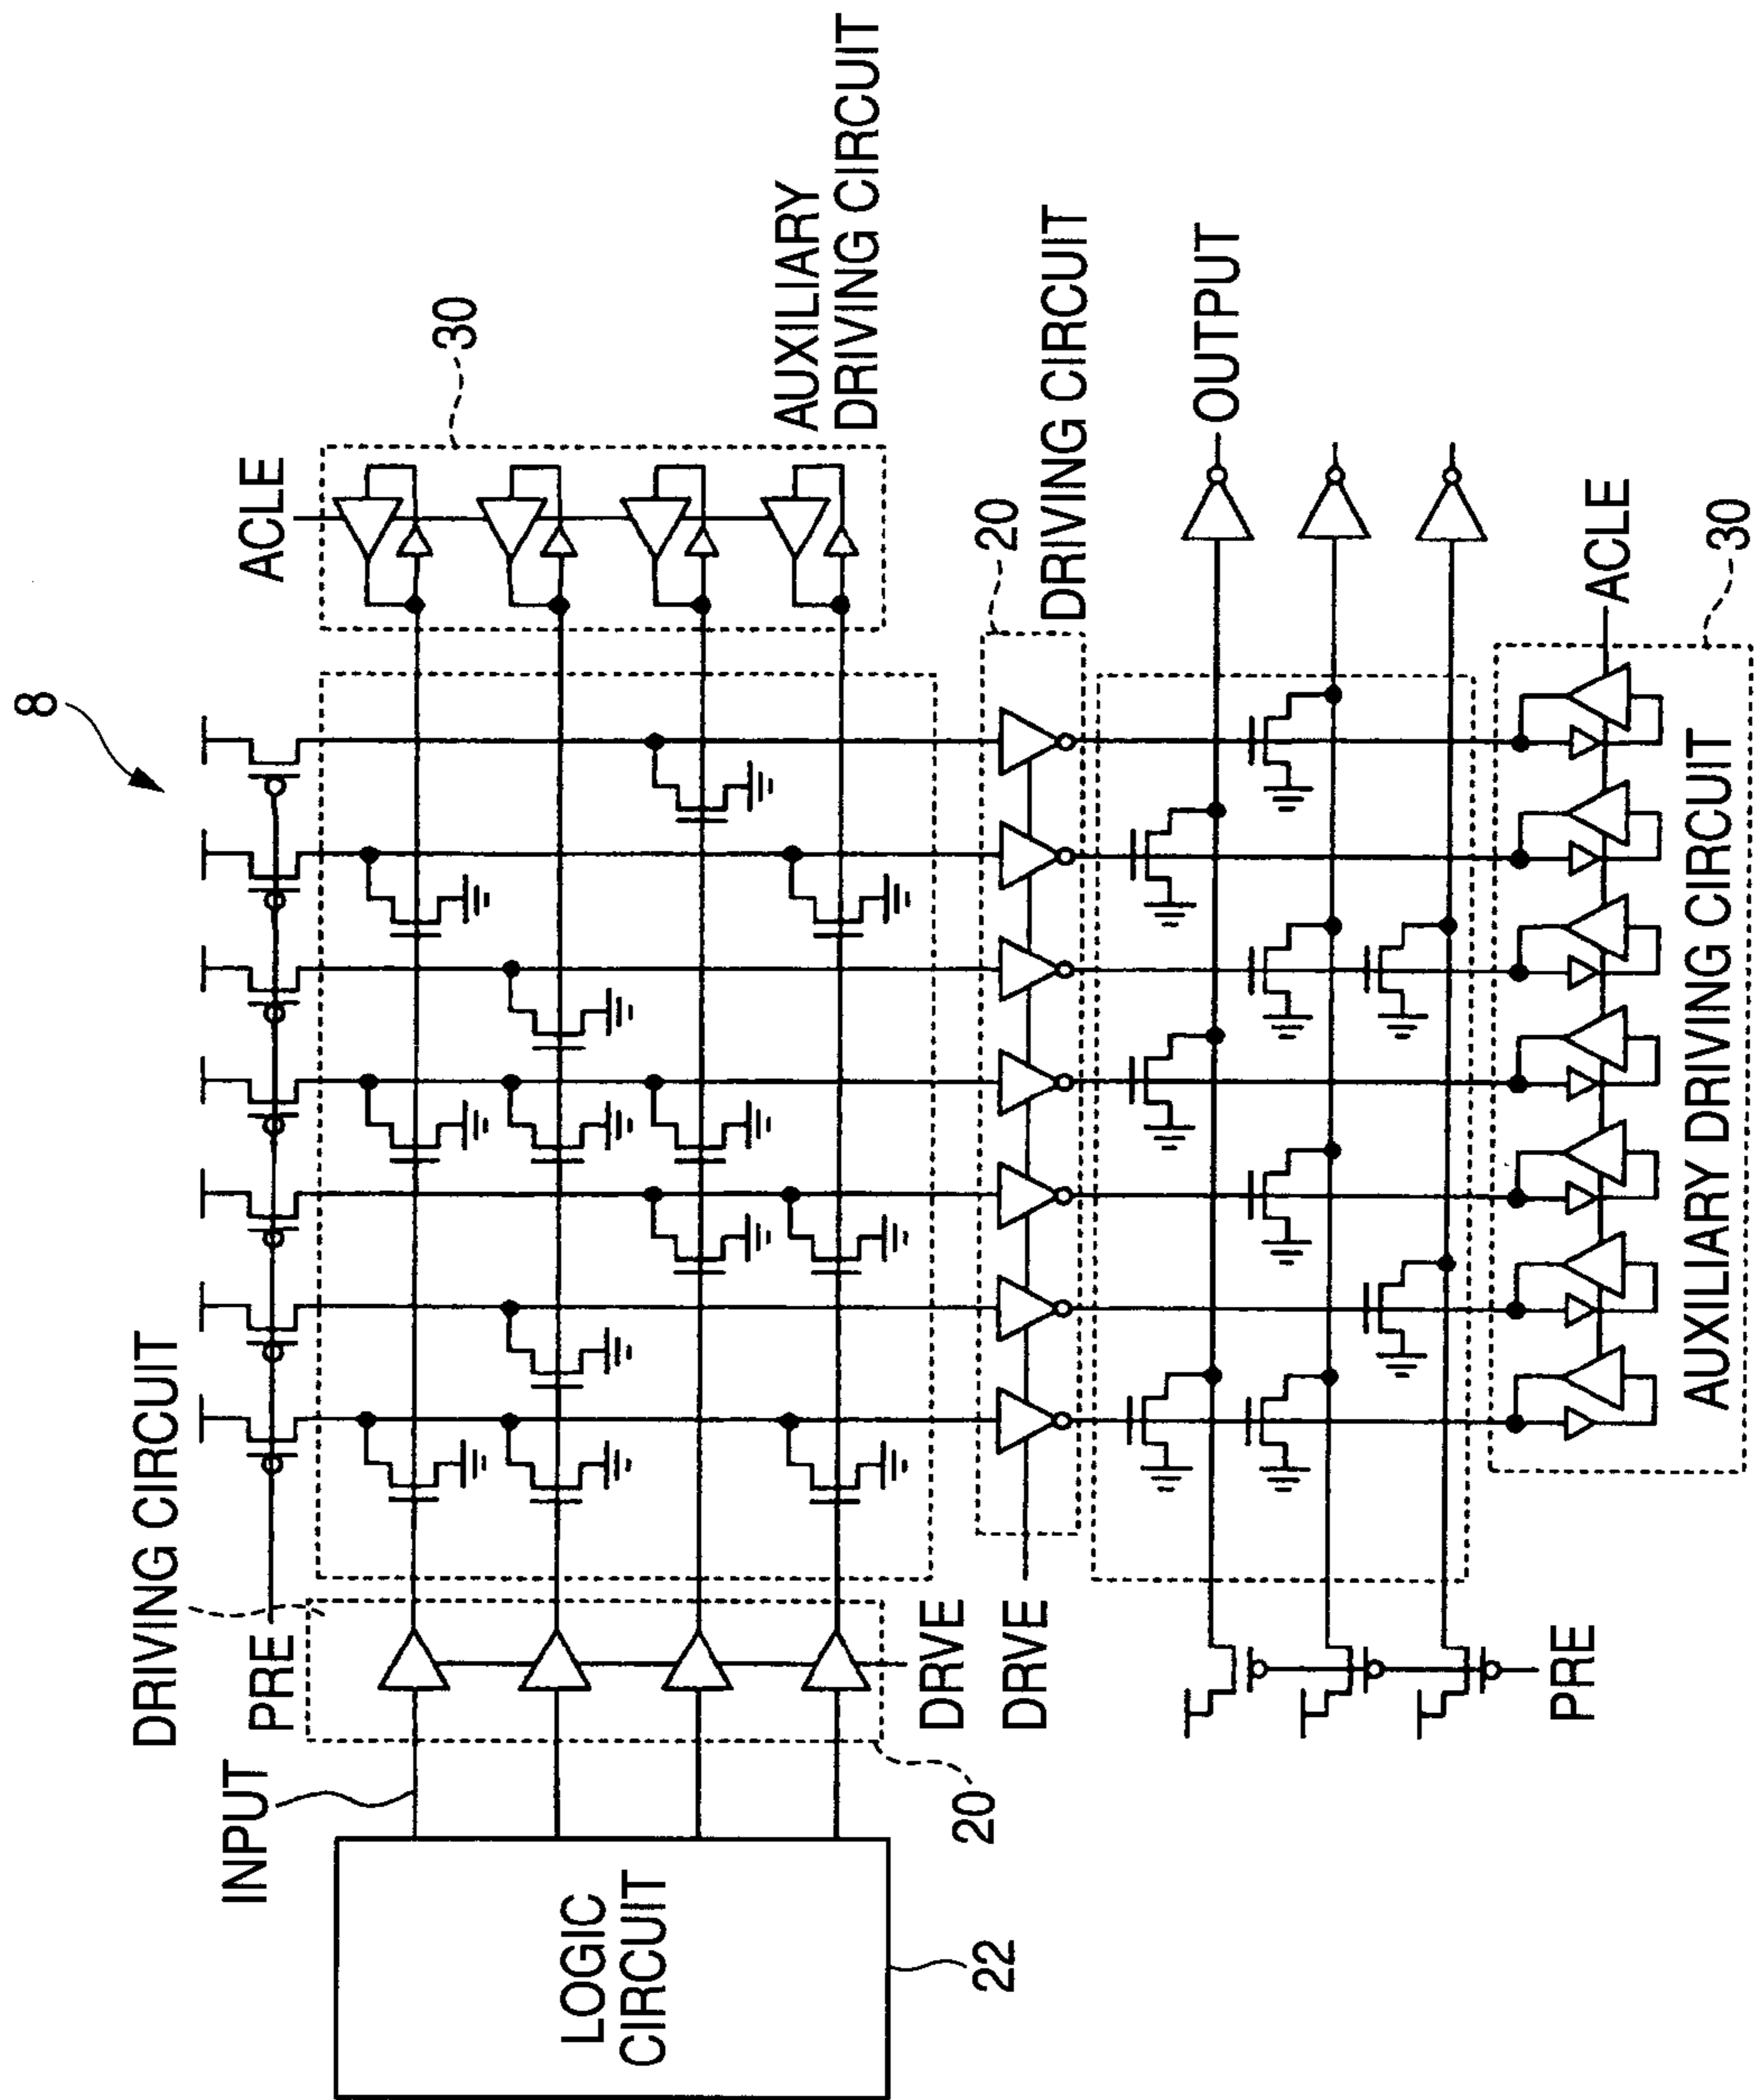 8
ACLE
30
AUXILIARY
DRIVING CIRCUIT
DRIVING CIRCUIT
PRE
INPUT
LOGIC
CIRCUIT
22
20
DRVE
DRVE
20
DRIVING CIRCUIT
OUTPUT
PRE
ACLE
30
AUXILIARY DRIVING CIRCUIT